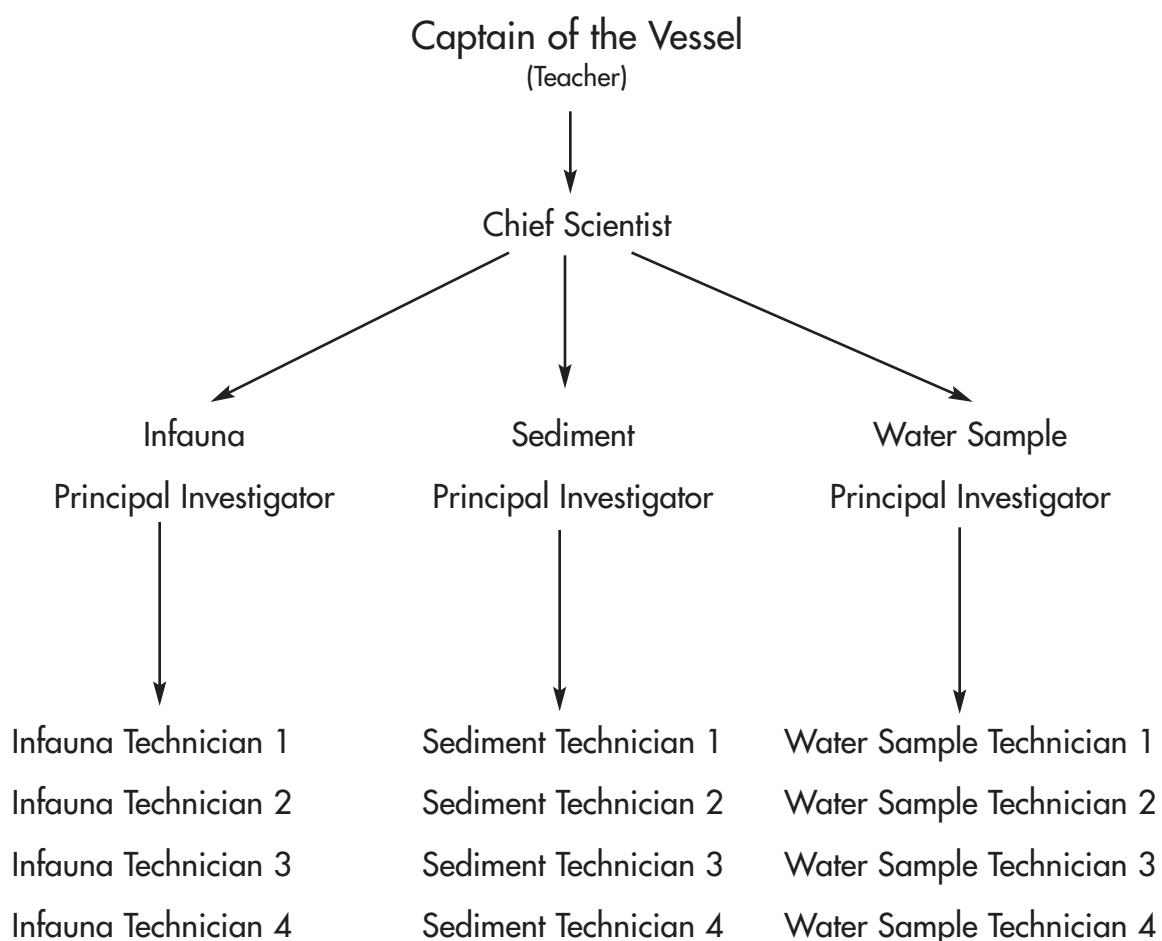 Captain of the Vessel
(Teacher)
Chief Scientist
Infauna
Principal Investigator
Sediment
Principal Investigator
Water Sample
Principal Investigator
Infauna Technician 1
Infauna Technician 2
Infauna Technician 3
Infauna Technician 4
Sediment Technician 1
Sediment Technician 2
Sediment Technician 3
Sediment Technician 4
Water Sample Technician 1
Water Sample Technician 2
Water Sample Technician 3
Water Sample Technician 4